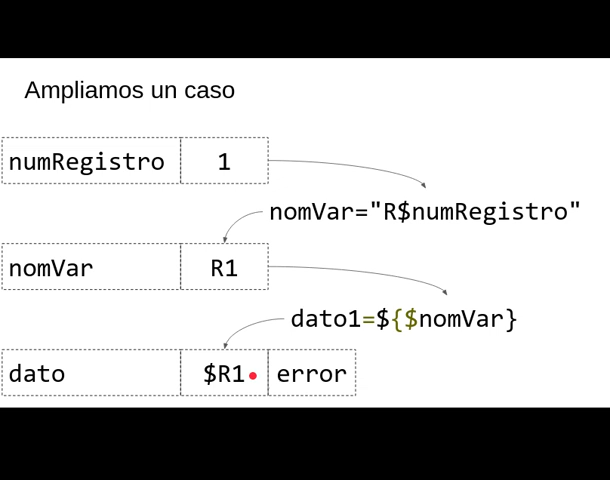 Ampliamos un caso
numRegistro 1
nomVar="R$numRegistro"
nomVar R1
dato1=${$nomVar}
dato $R1 error